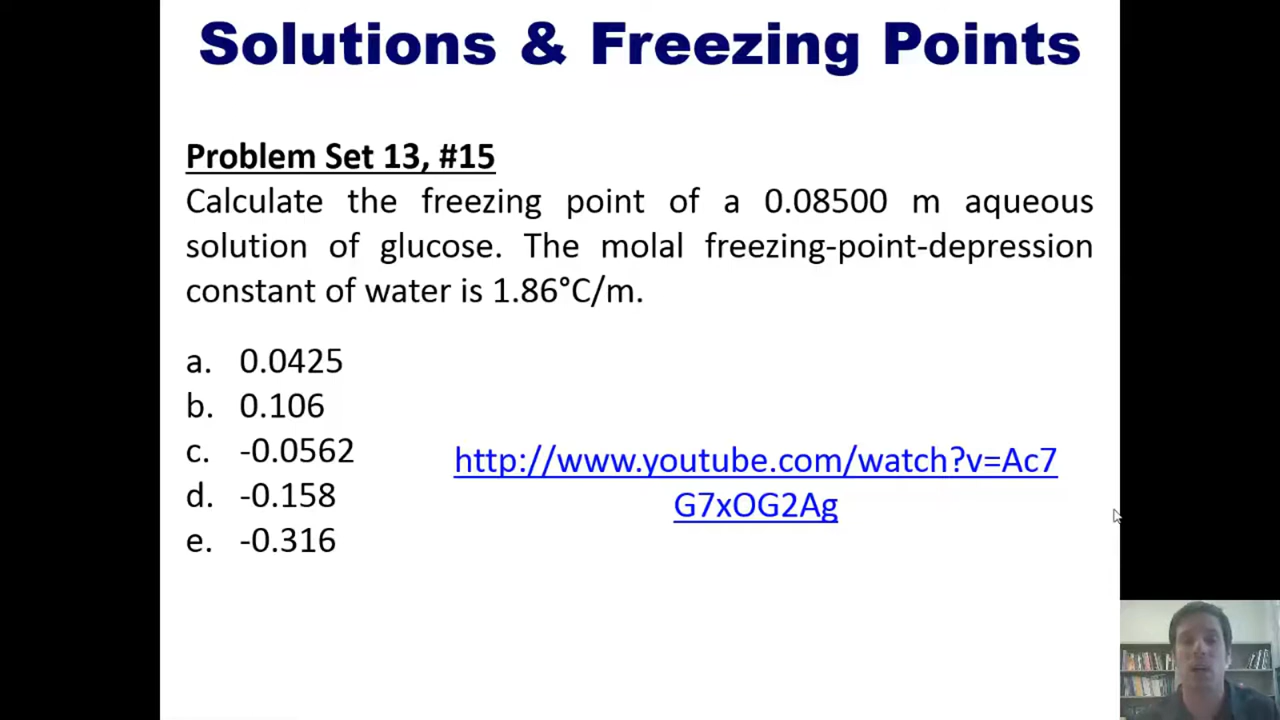 Solutions & Freezing Points
Problem Set 13, #15
Calculate the freezing point of a 0.08500 m aqueous
solution of glucose. The molal freezing-point-depression
constant of water is 1.86°C/m.
a. 0.0425
b. 0.106
c. -0.0562
d. -0.158
e. -0.316
http://www.youtube.com/watch?v=Ac7
G7xOG2Ag